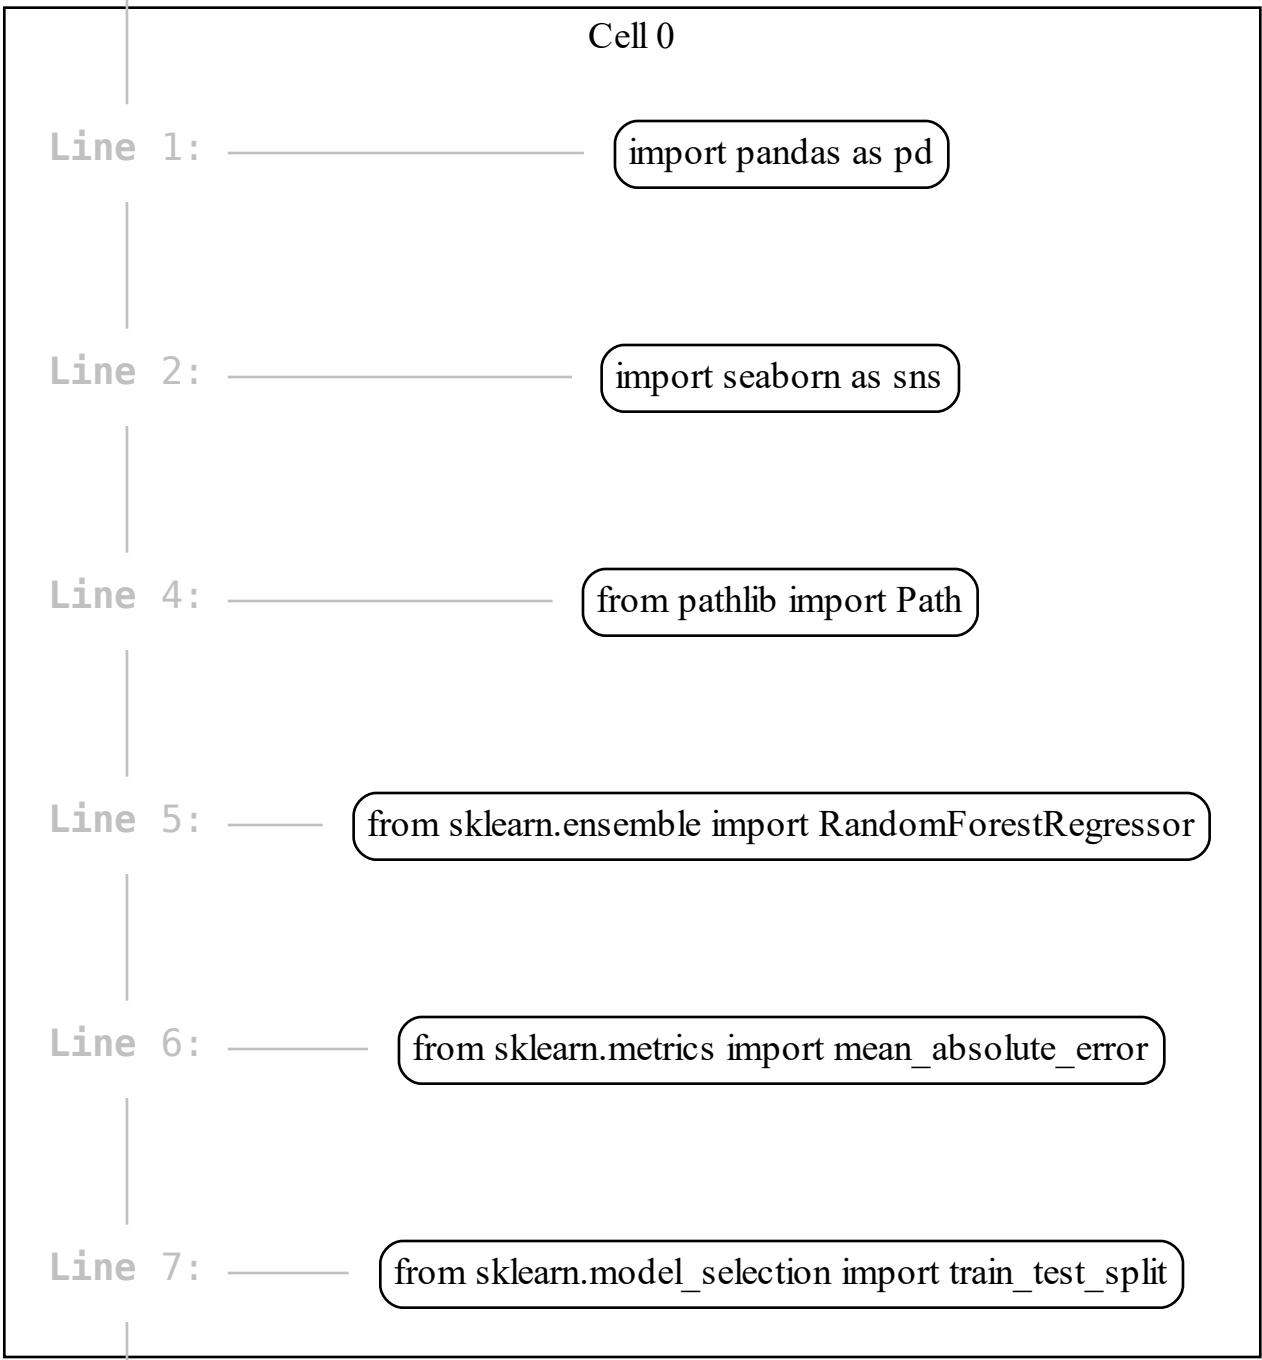 Cell 0
Line 1: import pandas as pd
Line 2: import seaborn as sns
Line 4: from pathlib import Path
Line 5: from sklearn.ensemble import RandomForestRegressor
Line 6: from sklearn.metrics import mean_absolute_error
Line 7: from sklearn.model_selection import train_test_split